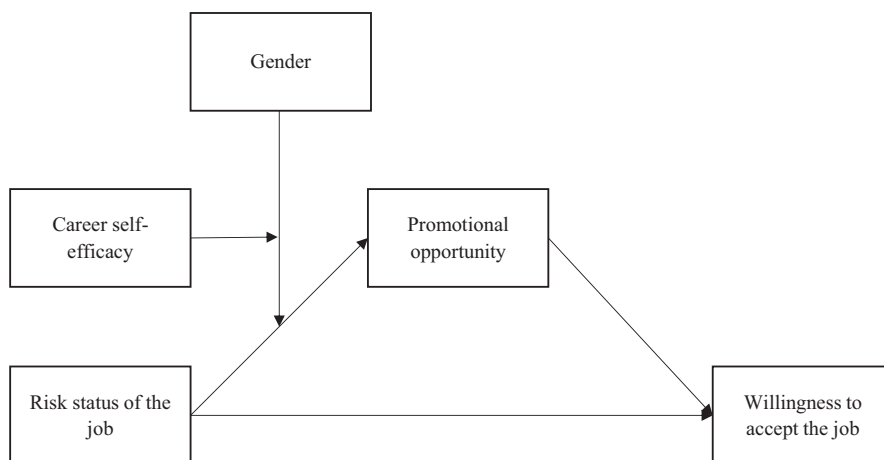 Gender
Career self-
efficacy
Promotional
opportunity
Risk status of the
job
Willingness to
accept the job